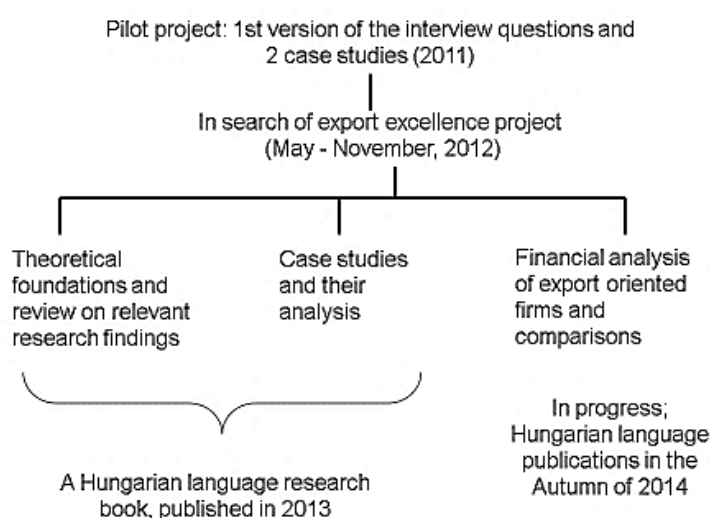 Pilot project: 1st version of the interview questions and
2 case studies (2011)
In search of export excellence project
(May - November, 2012)
Theoretical
foundations and
review on relevant
research findings
Case studies
and their
analysis
Financial analysis
of export oriented
firms and
comparisons
A Hungarian language research
book, published in 2013
In progress;
Hungarian language
publications in the
Autumn of 2014